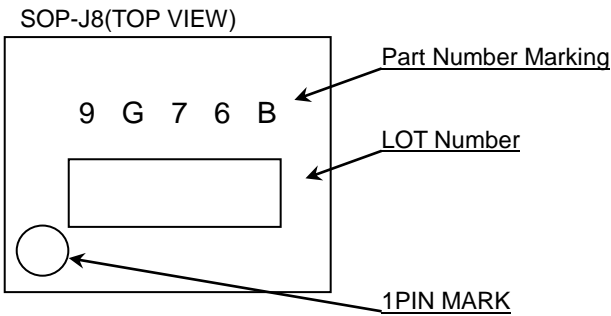 SOP-J8(TOP VIEW)
Part Number Marking
9 G 7 6 B
LOT Number
1PIN MARK